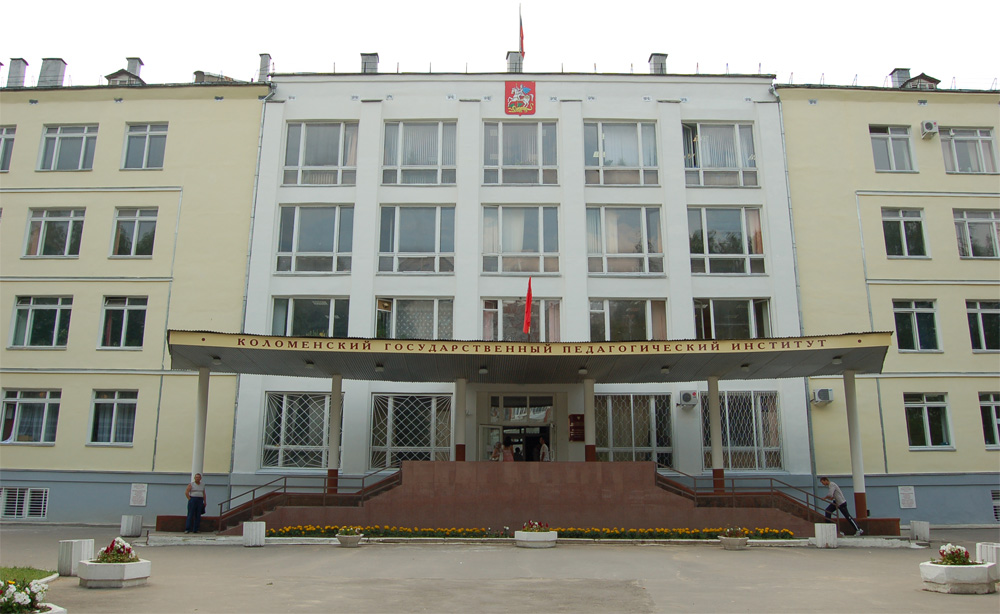 КОЛОМЕНСКИЙ ГОСУДАРСТВЕННЫЙ ПЕДАГОГИЧЕСКИЙ ИНСТИТУТ